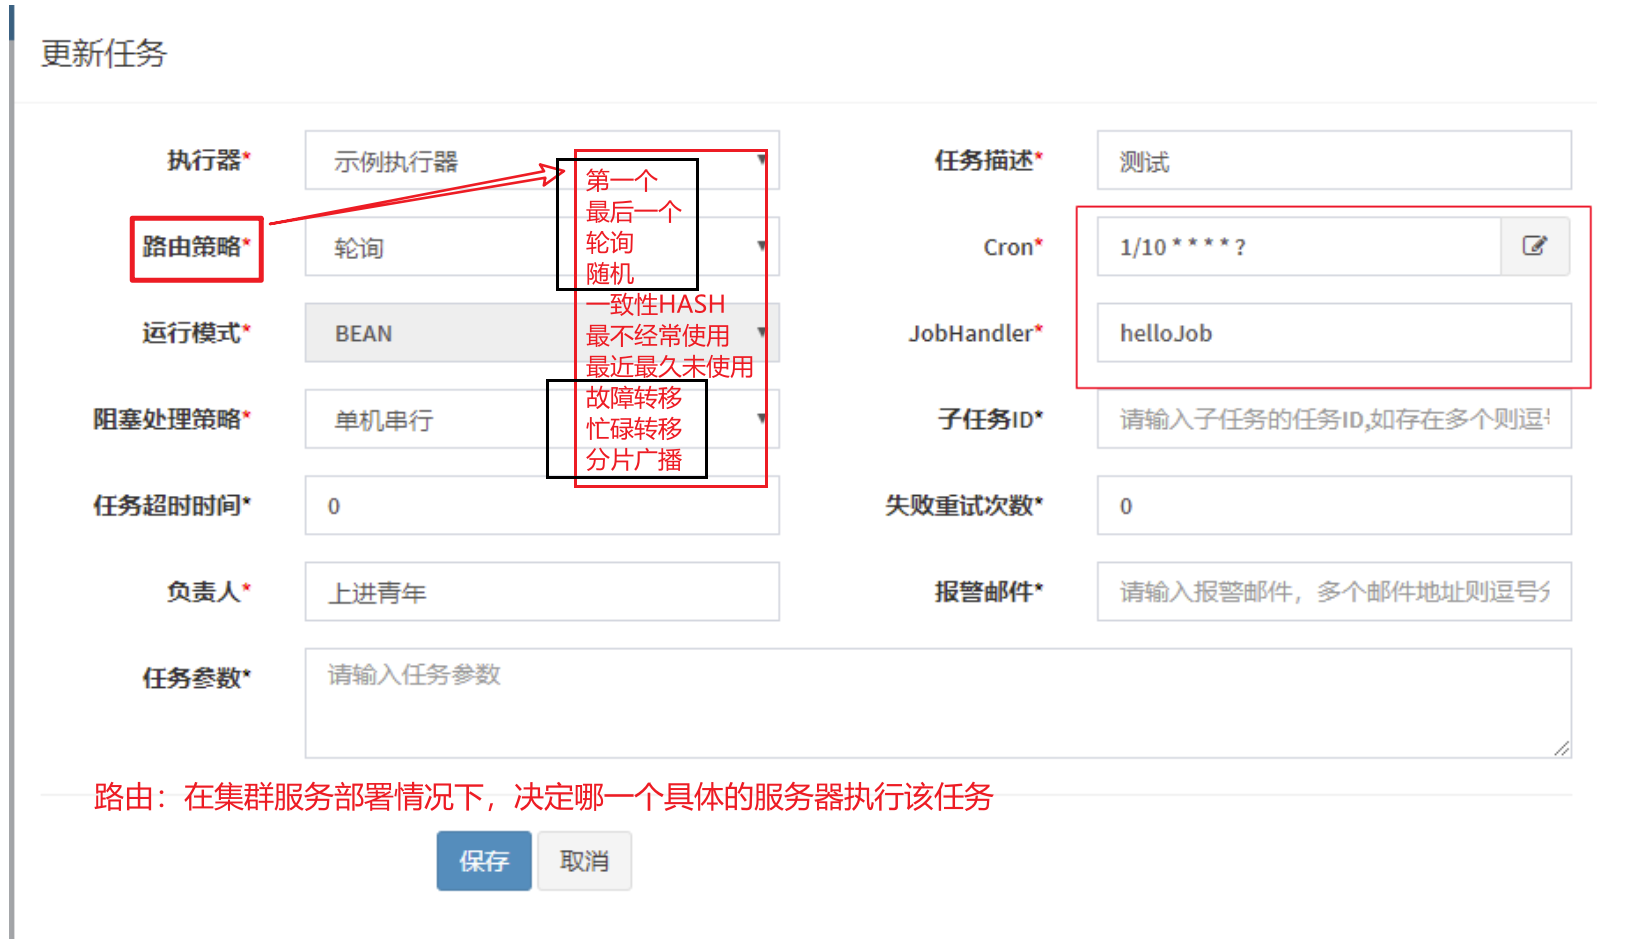 更新任务
执行器* 示例执行器
任务描述* 测试
路由策略* 轮询
Cron* 1/10 * * * * ?
运行模式* BEAN
JobHandler* helloJob
阻塞处理策略* 单机串行
子任务ID* 请输入子任务的任务ID,如存在多个则逗
任务超时时间* 0
失败重试次数* 0
负责人* 上进青年
报警邮件* 请输入报警邮件，多个邮件地址则逗号分
任务参数* 请输入任务参数
第一个
最后一个
轮询
随机
一致性HASH
最不经常使用
最近最久未使用
故障转移
忙碌转移
分片广播
路由：在集群服务部署情况下，决定哪一个具体的服务器执行该任务
保存 取消